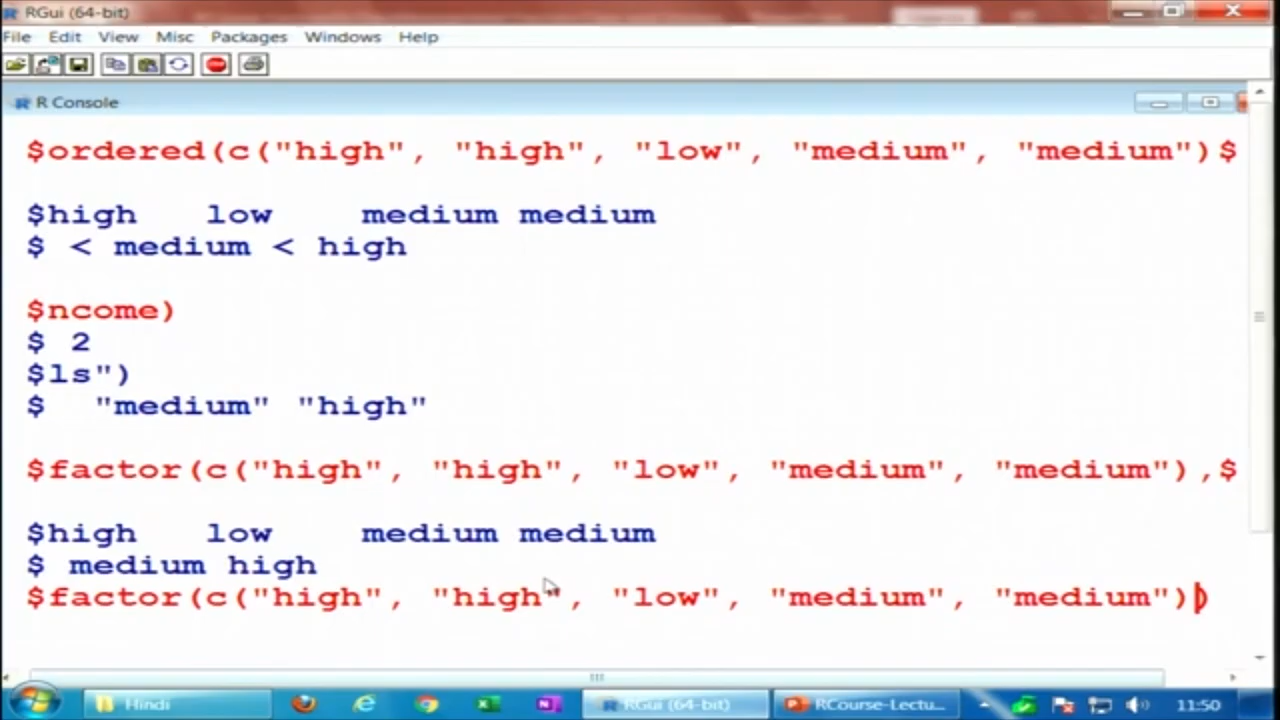 RGui (64-bit)
File Edit View Misc Packages Windows Help
STOP
R Console
$ordered(c("high", "high", "low", "medium", "medium")$
$high low medium medium
$ < medium < high
$ncome)
$ 2
$ls")
$ "medium" "high"
$factor(c("high", "high", "low", "medium", "medium"),$
$high low medium medium
$ medium high
$factor(c("high", "high", "low", "medium", "medium"))
Hindi RGui (64-bit) RCourse-Lectu... 11:50